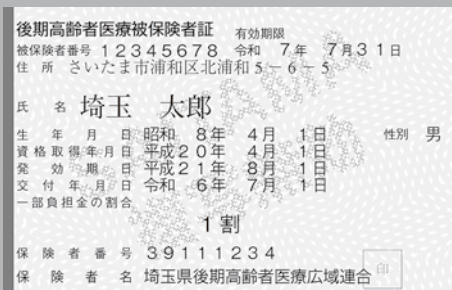 後期高齢者医療被保険者証 有効期限
被保険者番号 12345678 令和 7年 7月31日
住所 さいたま市浦和区北浦和5-6-5
氏名 埼玉 太郎
生年月日 昭和 8年 4月 1日 性別 男
資格取得年月日 平成20年 4月 1日
発効期日 平成21年 8月 1日
交付年月日 令和 6年 7月 1日
一部負担金の割合
1割
保険者番号 39111234
保険者名 埼玉県後期高齢者医療広域連合 印